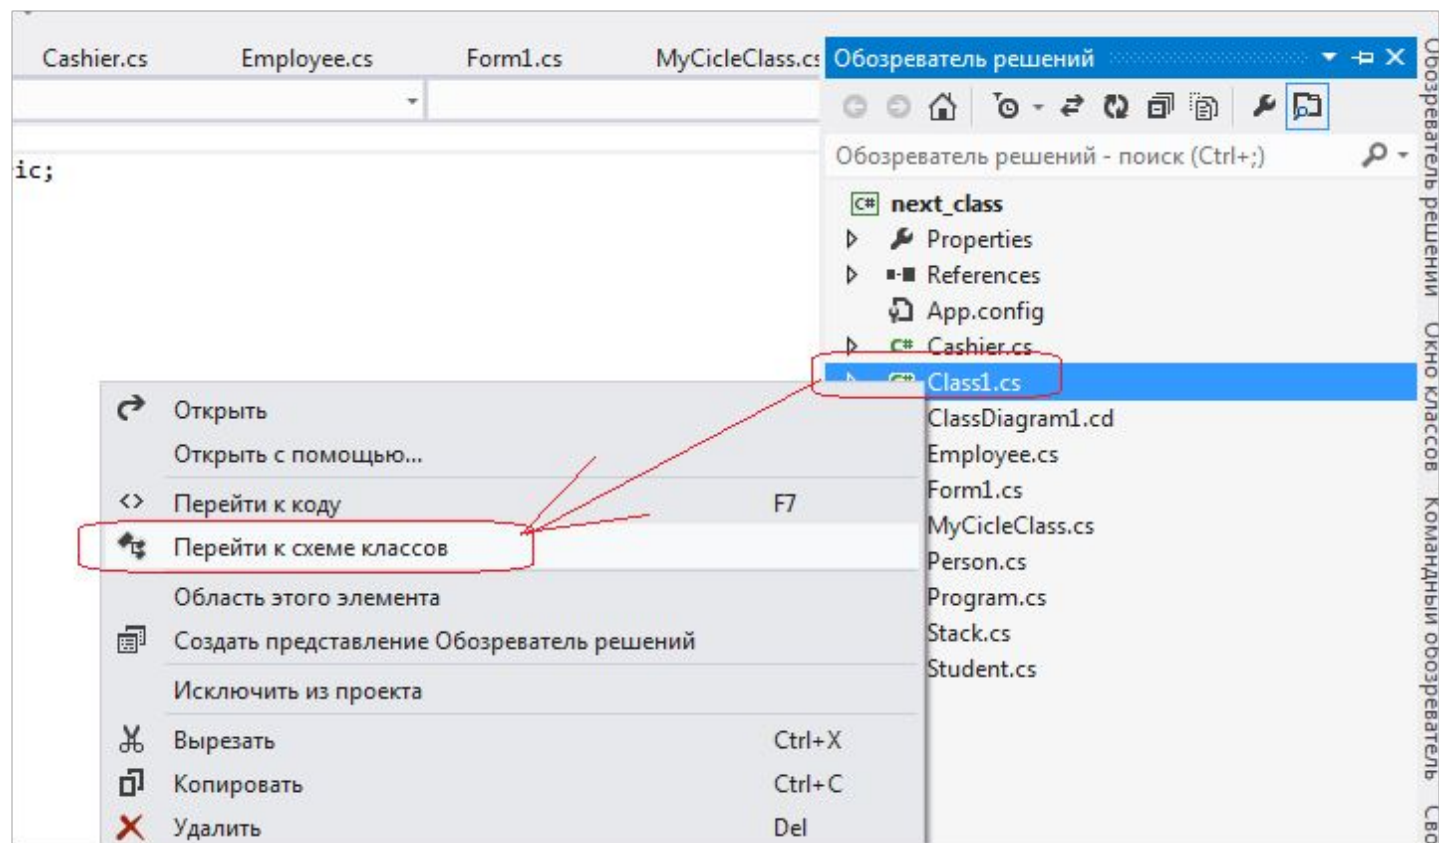 Cashier.cs Employee.cs Form1.cs MyCicleClass.cs
ic;
Обозреватель решений
Обозреватель решений - поиск (Ctrl+;)
C# next_class
Properties
References
App.config
C# Cashier.cs
C# Class1.cs
ClassDiagram1.cd
Employee.cs
Form1.cs
MyCicleClass.cs
Person.cs
Program.cs
Stack.cs
Student.cs
Открыть
Открыть с помощью...
Перейти к коду F7
Перейти к схеме классов
Область этого элемента
Создать представление Обозреватель решений
Исключить из проекта
Вырезать Ctrl+X
Копировать Ctrl+C
Удалить Del
Обозреватель решений
Окно классов
Командный обозреватель
Сво